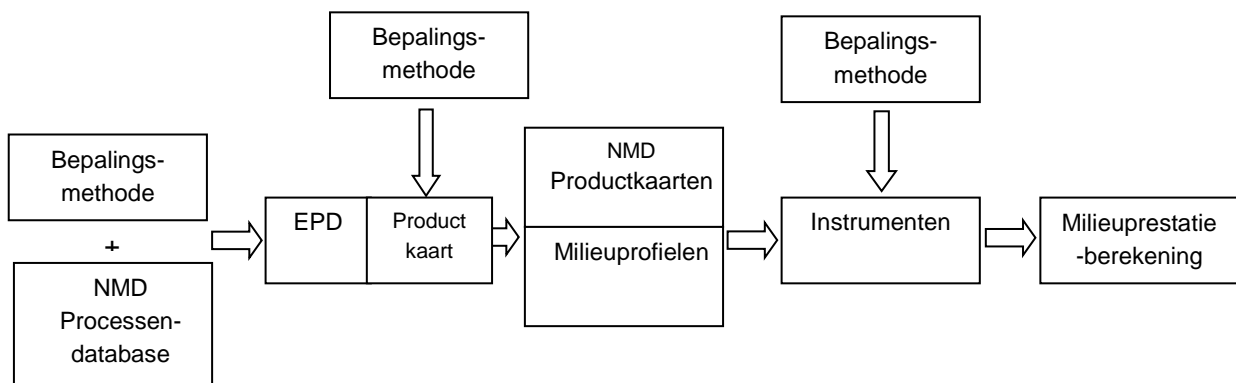 Bepalings-
methode
Bepalings-
methode
Bepalings-
methode
+
NMD
Processen-
database
EPD
Product
kaart
NMD
Productkaarten
Milieuprofielen
Instrumenten
Milieuprestatie
-berekening